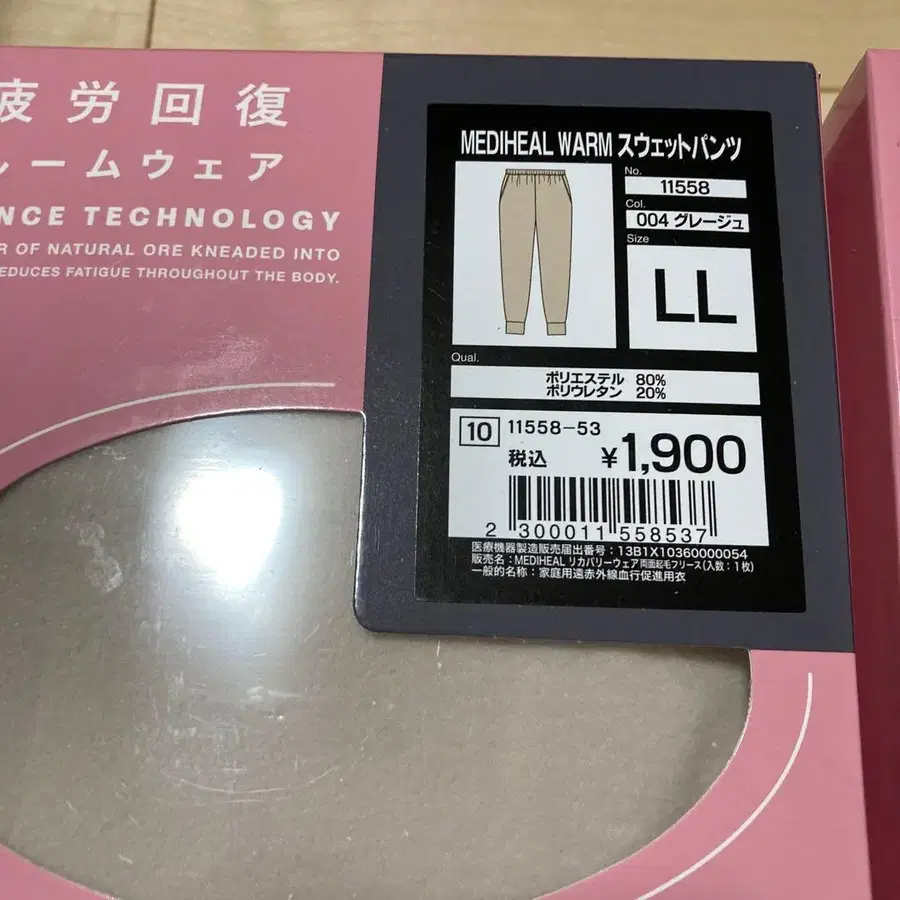 疲労回復
ルームウェア
NCE TECHNOLOGY
R OF NATURAL ORE KNEADED INTO
EDUCES FATIGUE THROUGHOUT THE BODY.
MEDIHEAL WARM スウェットパンツ
No.
11558
Col.
004 グレージュ
Size
LL
Qual.
ポリエステル 80%
ポリウレタン 20%
10 11558-53
税込 ¥1,900
2 300011 558537
医療機器製造販売届出番号:13B1X10360000054
販売名:MEDIHEAL リカバリーウェア両面起毛フリース(入数:1枚)
一般的名称:家庭用遠赤外線血行促進用衣